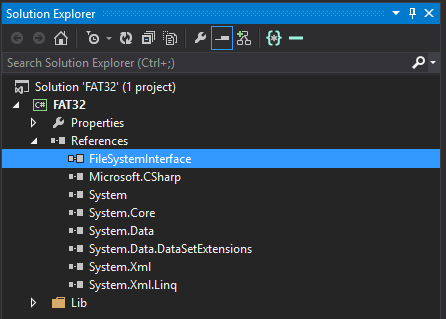 Solution Explorer
Search Solution Explorer (Ctrl+;)
Solution 'FAT32' (1 project)
C# FAT32
Properties
References
FileSystemInterface
Microsoft.CSharp
System
System.Core
System.Data
System.Data.DataSetExtensions
System.Xml
System.Xml.Linq
Lib